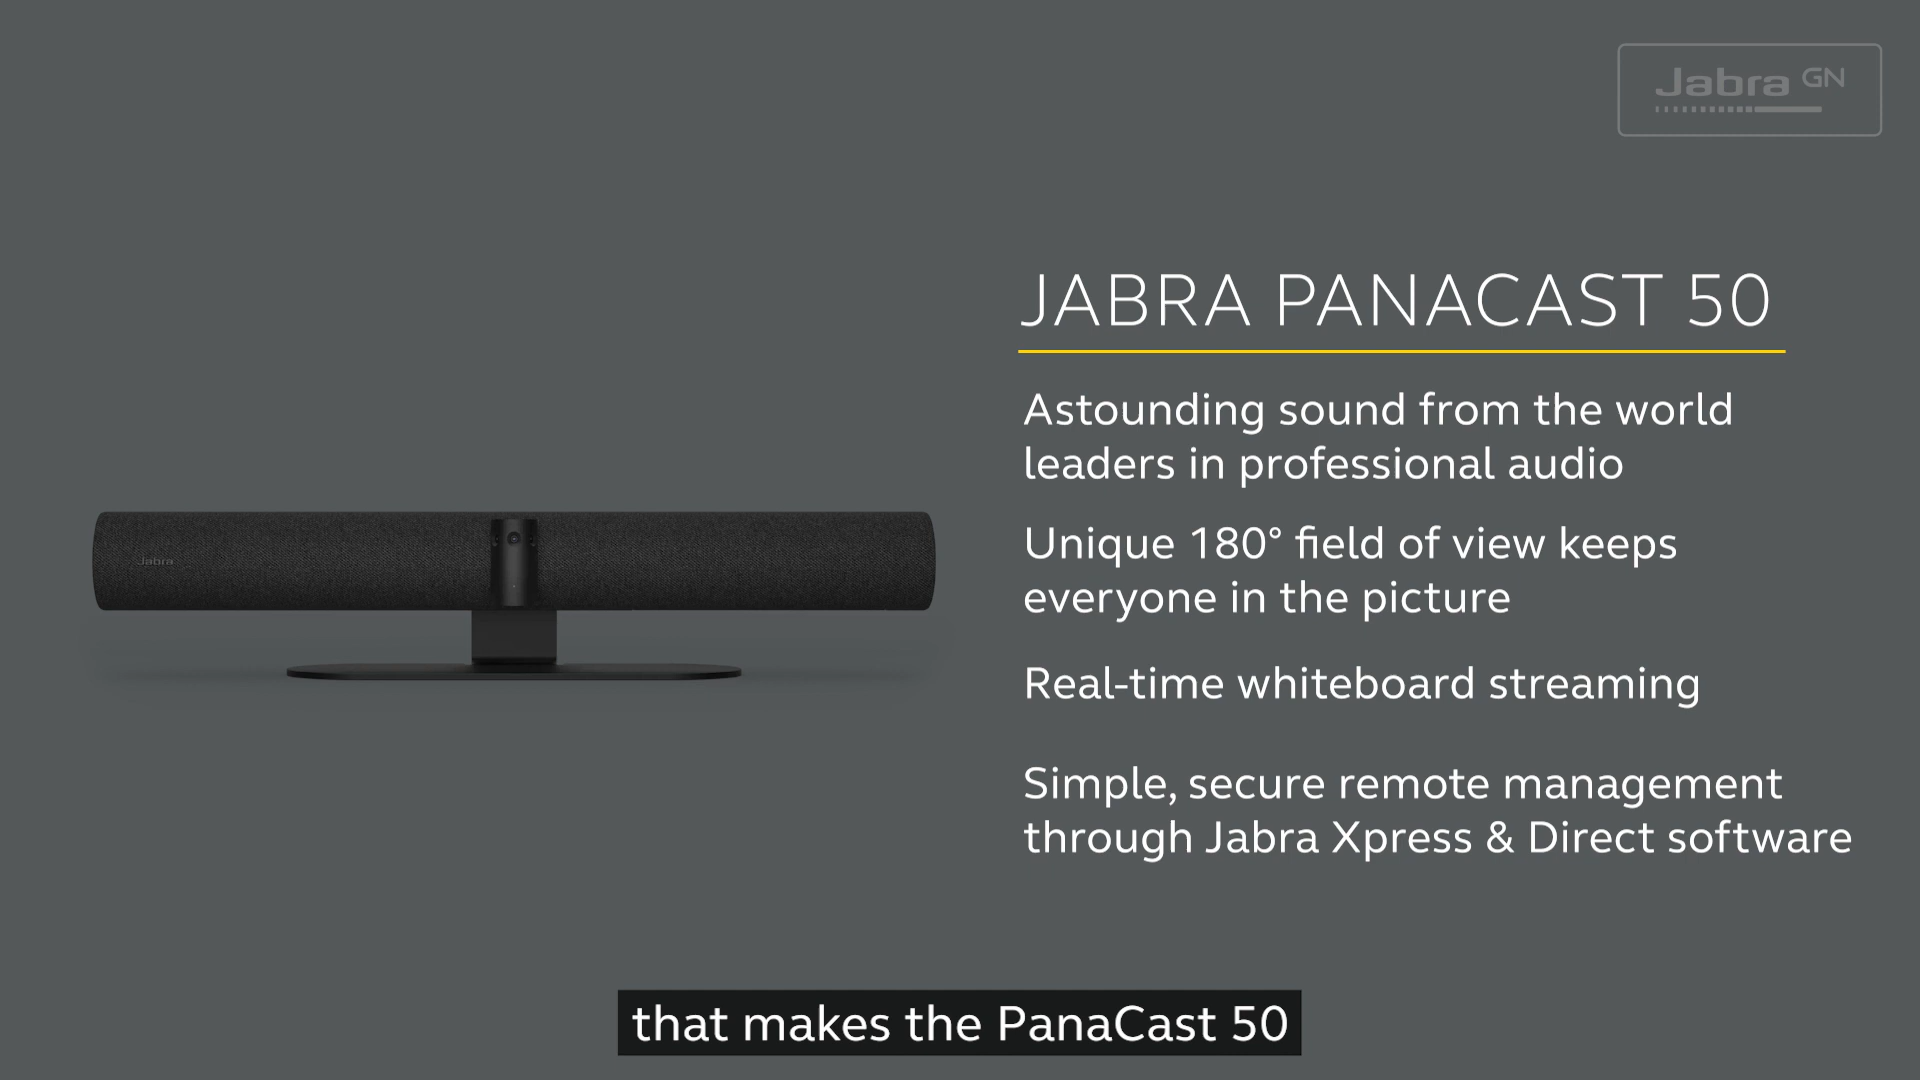 Jabra GN
JABRA PANACAST 50
Astounding sound from the world
leaders in professional audio
Unique 180° field of view keeps
everyone in the picture
Jabra
Real-time whiteboard streaming
Simple, secure remote management
through Jabra Xpress & Direct software
that makes the PanaCast 50